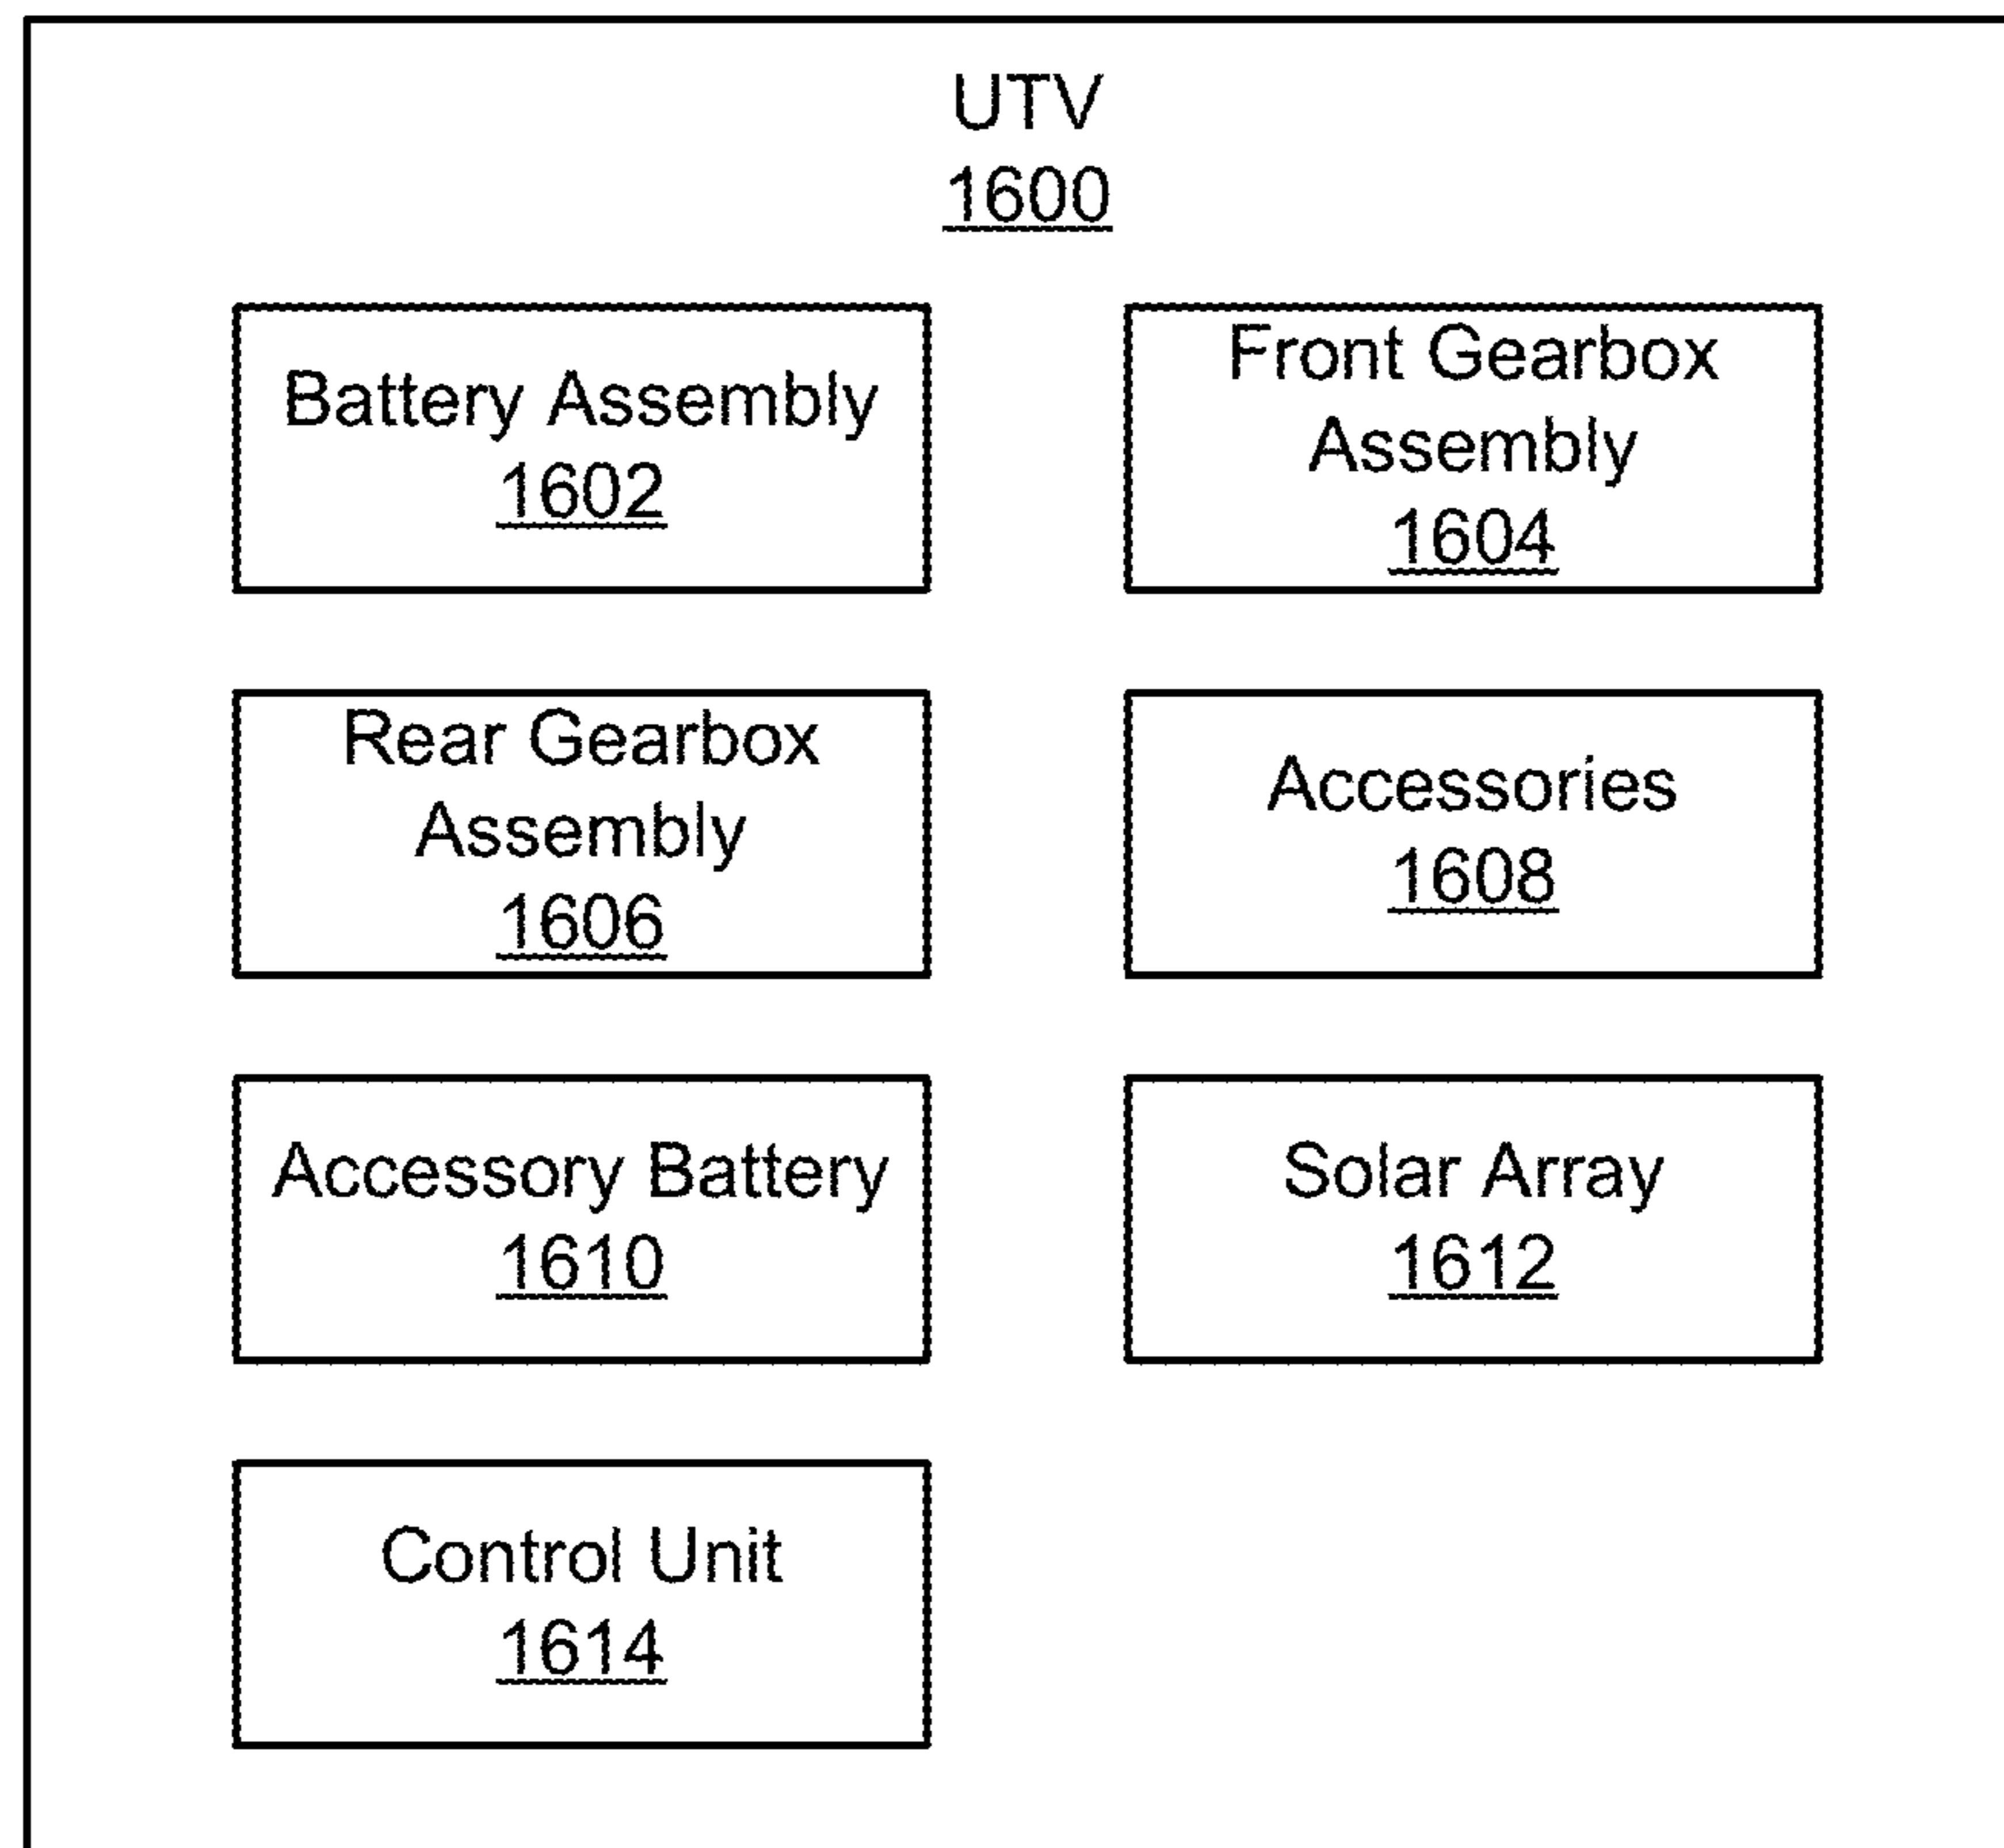 UTV
1600
Battery Assembly
1602
Front Gearbox
Assembly
1604
Rear Gearbox
Assembly
1606
Accessories
1608
Accessory Battery
1610
Solar Array
1612
Control Unit
1614